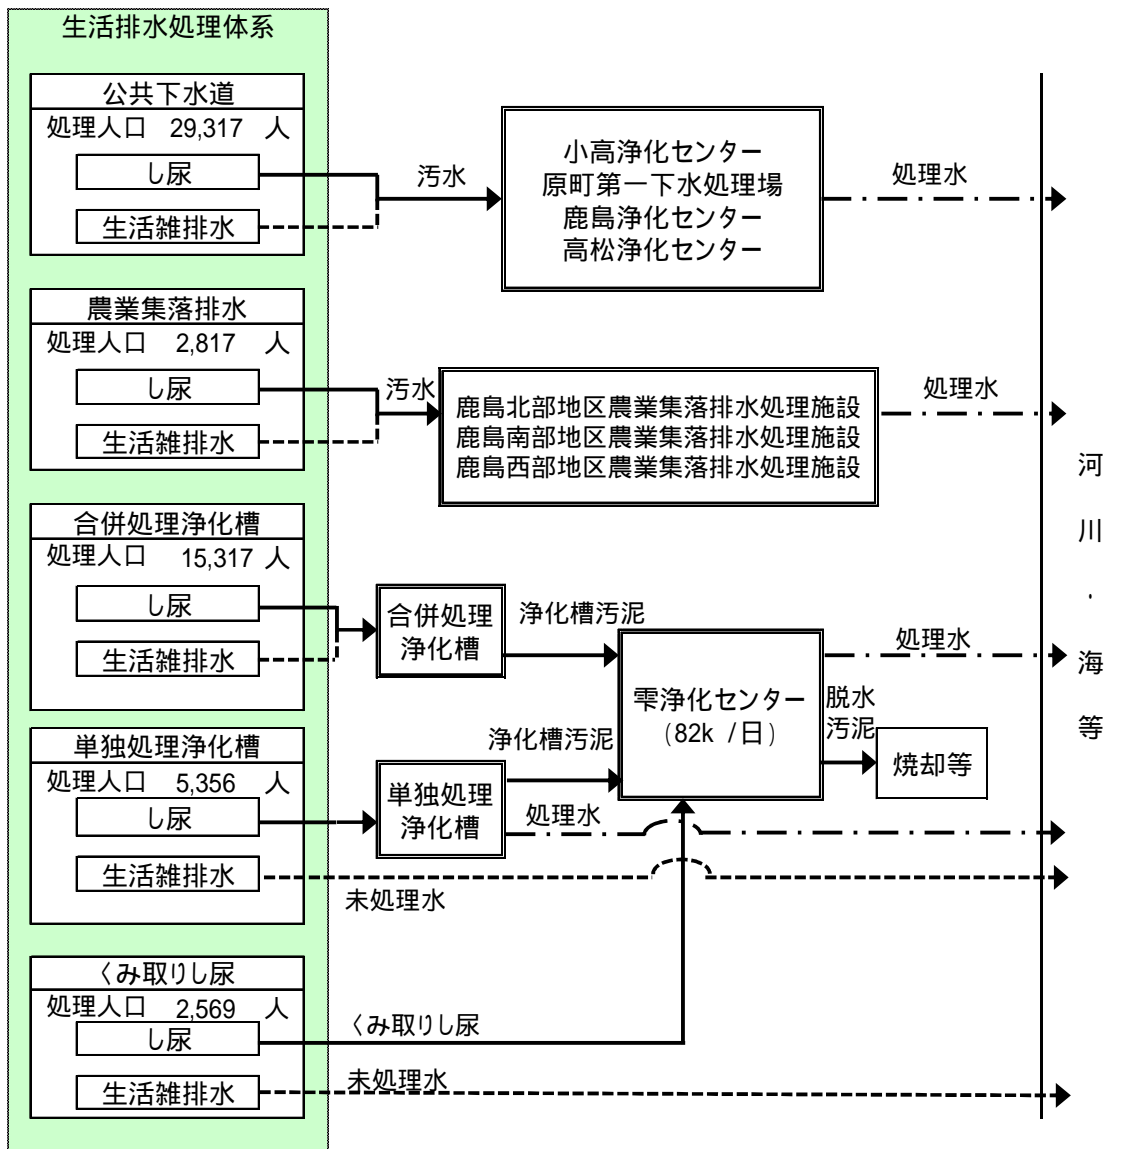 生活排水処理体系
公共下水道
処理人口 29,317 人
し尿
生活雑排水
汚水
小高浄化センター
原町第一下水処理場
鹿島浄化センター
高松浄化センター
処理水
農業集落排水
処理人口 2,817 人
し尿
生活雑排水
汚水
鹿島北部地区農業集落排水処理施設
鹿島南部地区農業集落排水処理施設
鹿島西部地区農業集落排水処理施設
処理水
合併処理浄化槽
処理人口 15,317 人
し尿
生活雑排水
合併処理
浄化槽
浄化槽汚泥
雫浄化センター
(82k /日)
処理水
脱水
汚泥
焼却等
単独処理浄化槽
処理人口 5,356 人
し尿
生活雑排水
単独処理
浄化槽
浄化槽汚泥
処理水
未処理水
くみ取りし尿
処理人口 2,569 人
し尿
生活雑排水
くみ取りし尿
未処理水
河川・海等